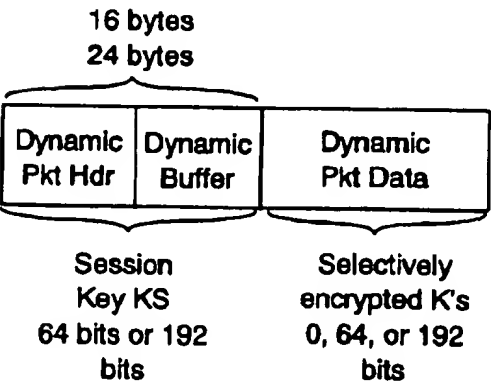 16 bytes
24 bytes
Dynamic Pkt Hdr
Dynamic Buffer
Dynamic Pkt Data
Session
Key KS
64 bits or 192
bits
Selectively
encrypted K's
0, 64, or 192
bits